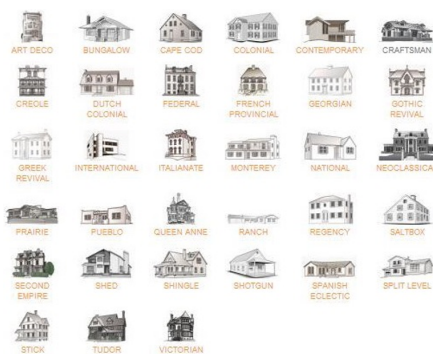 ART DECO
BUNGALOW
CAPE COD
COLONIAL
CONTEMPORARY
CRAFTSMAN
CREOLE
DUTCH
COLONIAL
FEDERAL
FRENCH
PROVINCIAL
GEORGIAN
GOTHIC
REVIVAL
GREEK
REVIVAL
INTERNATIONAL
ITALIANATE
MONTEREY
NATIONAL
NEOCLASSICA
PRAIRIE
PUEBLO
QUEEN ANNE
RANCH
REGENCY
SALTBOX
SECOND
EMPIRE
SHED
SHINGLE
SHOTGUN
SPANISH
ECLECTIC
SPLIT LEVEL
STICK
TUDOR
VICTORIAN